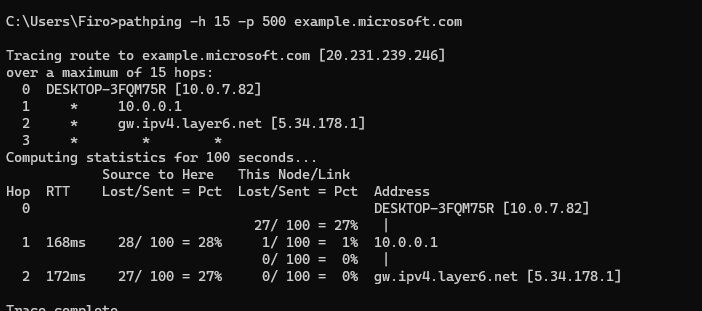 C:\Users\Firo>pathping -h 15 -p 500 example.microsoft.com
Tracing route to example.microsoft.com [20.231.239.246]
over a maximum of 15 hops:
  0  DESKTOP-3FQM75R [10.0.7.82]
  1     *     10.0.0.1
  2     *     gw.ipv4.layer6.net [5.34.178.1]
  3     *        *        *
Computing statistics for 100 seconds...
            Source to Here   This Node/Link
Hop  RTT    Lost/Sent = Pct  Lost/Sent = Pct  Address
  0                                           DESKTOP-3FQM75R [10.0.7.82]
                               27/ 100 = 27%   |
  1  168ms    28/ 100 = 28%     1/ 100 =  1%  10.0.0.1
                                0/ 100 =  0%   |
  2  172ms    27/ 100 = 27%     0/ 100 =  0%  gw.ipv4.layer6.net [5.34.178.1]
Trace complete